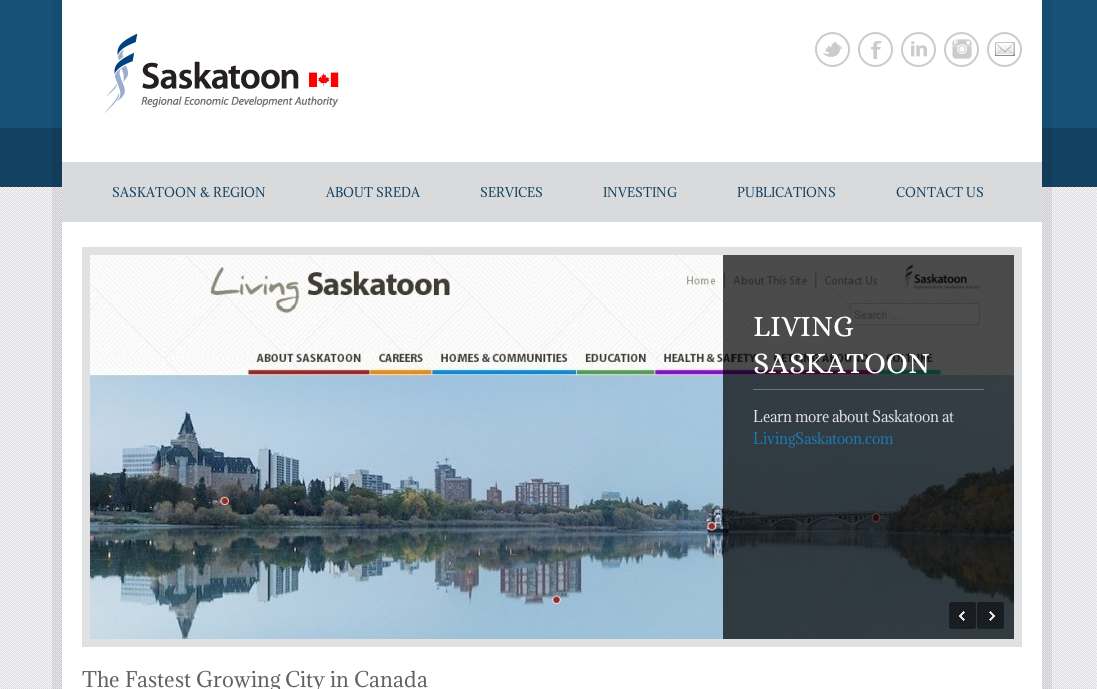 Saskatoon
Regional Economic Development Authority
SASKATOON & REGION
ABOUT SREDA
SERVICES
INVESTING
PUBLICATIONS
CONTACT US
Living Saskatoon
Home
About This Site
Contact Us
Saskatoon
Search ...
ABOUT SASKATOON
CAREERS
HOMES & COMMUNITIES
EDUCATION
HEALTH & SAFETY
LIVING
SASKATOON
Learn more about Saskatoon at
LivingSaskatoon.com
The Fastest Growing City in Canada